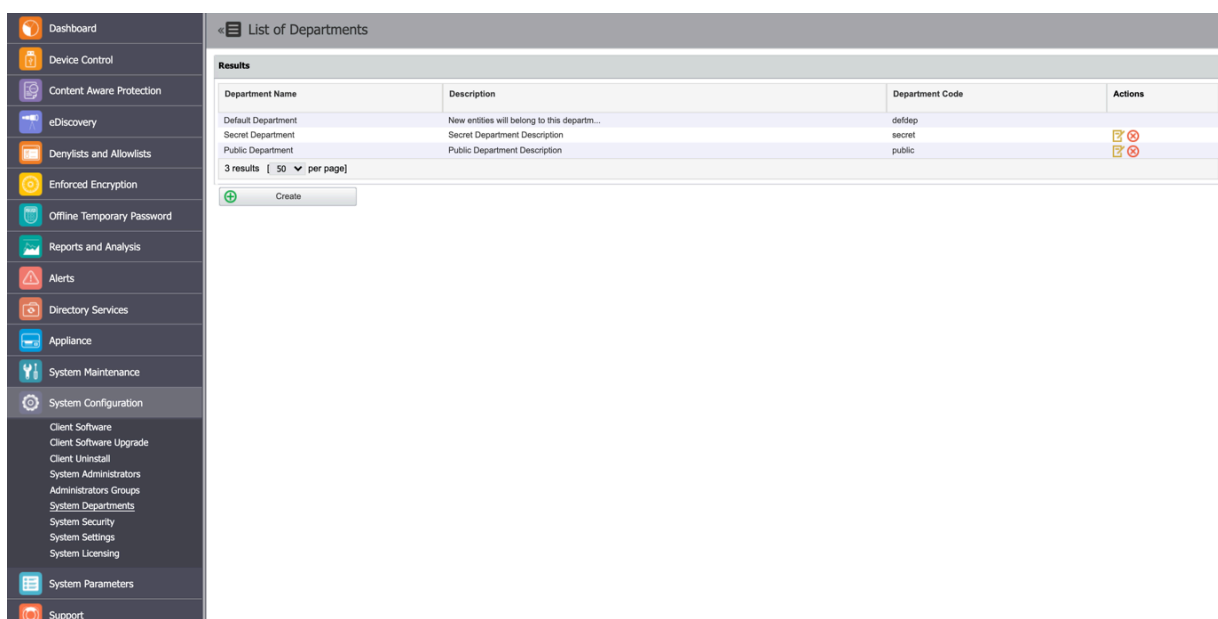 Dashboard
Device Control
Content Aware Protection
eDiscovery
Denylists and Allowlists
Enforced Encryption
Offline Temporary Password
Reports and Analysis
Alerts
Directory Services
Appliance
System Maintenance
System Configuration
Client Software
Client Software Upgrade
Client Uninstall
System Administrators
Administrators Groups
System Departments
System Security
System Settings
System Licensing
System Parameters
Support
« List of Departments
Results
Department Name Description Department Code Actions
Default Department New entities will belong to this departm... defdep
Secret Department Secret Department Description secret
Public Department Public Department Description public
3 results [ 50 per page]
Create